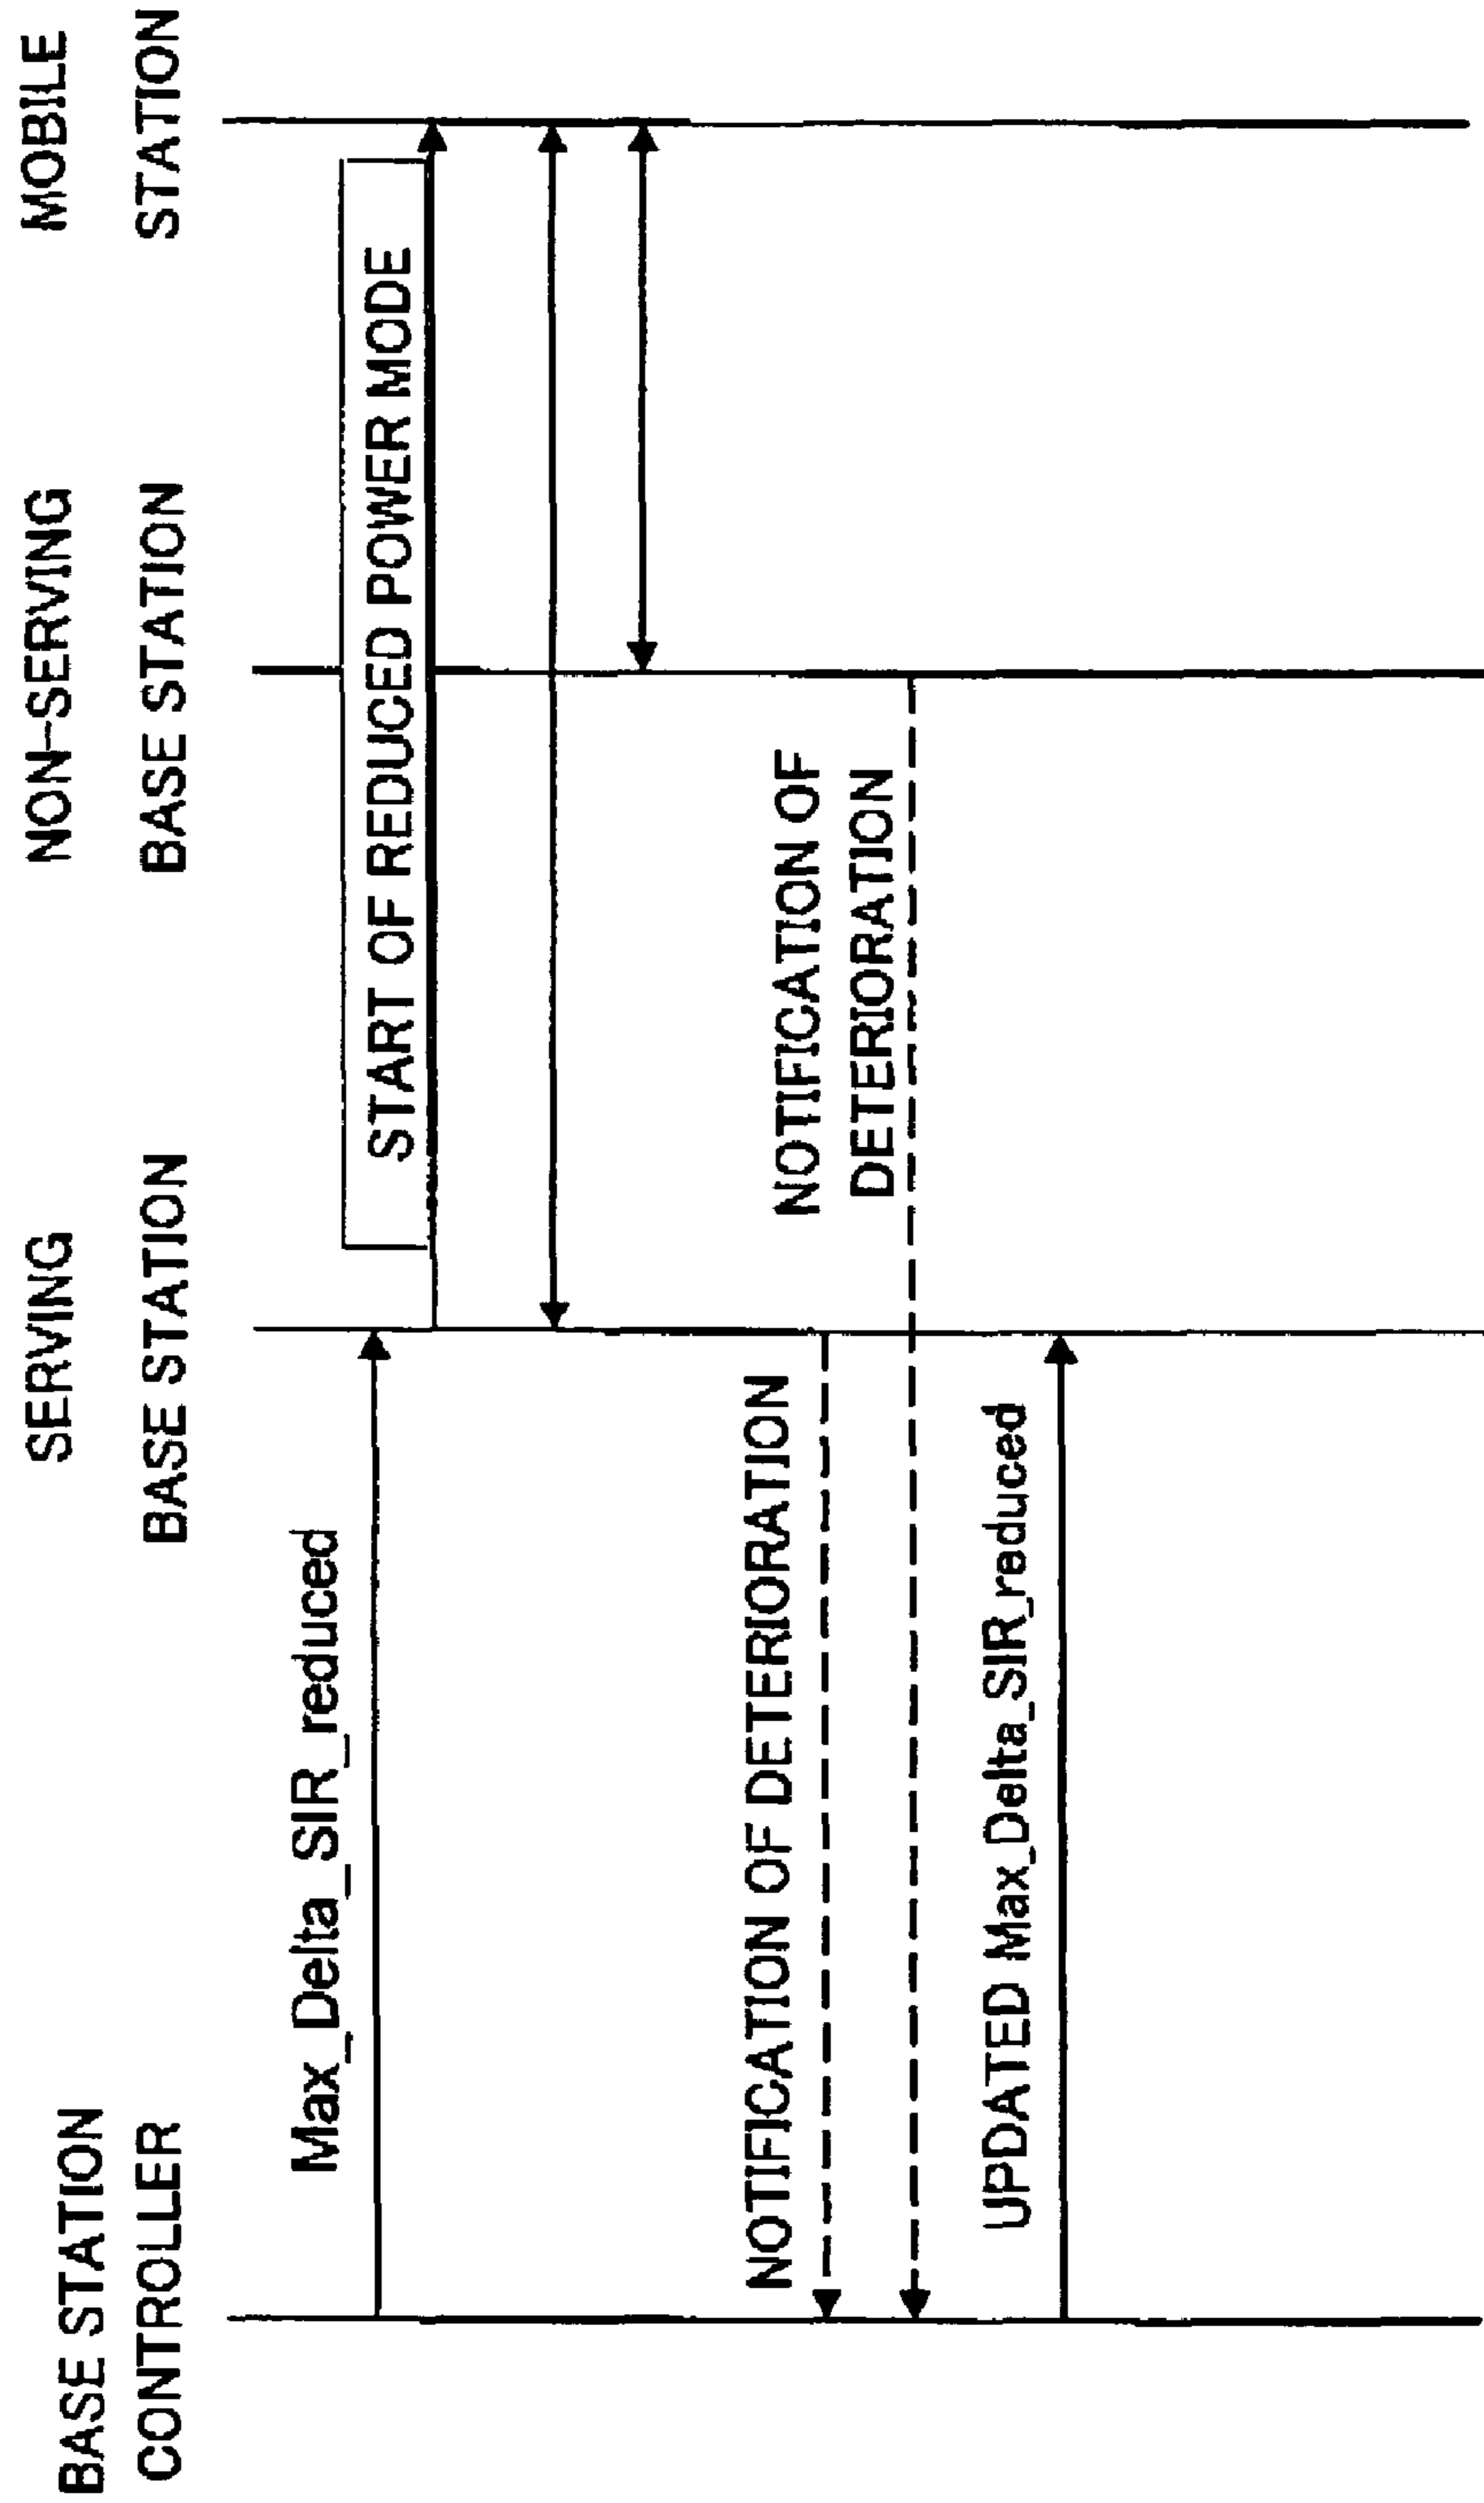 BASE STATION
CONTROLLER
SERVING
BASE STATION
NON-SERVING
BASE STATION
MOBILE
STATION
Max_Delta_SIR_reduced
START OF REDUCED POWER MODE
NOTIFICATION OF DETERIORATION
NOTIFICATION OF
DETERIORATION
UPDATED Max_Delta_SIR_reduced